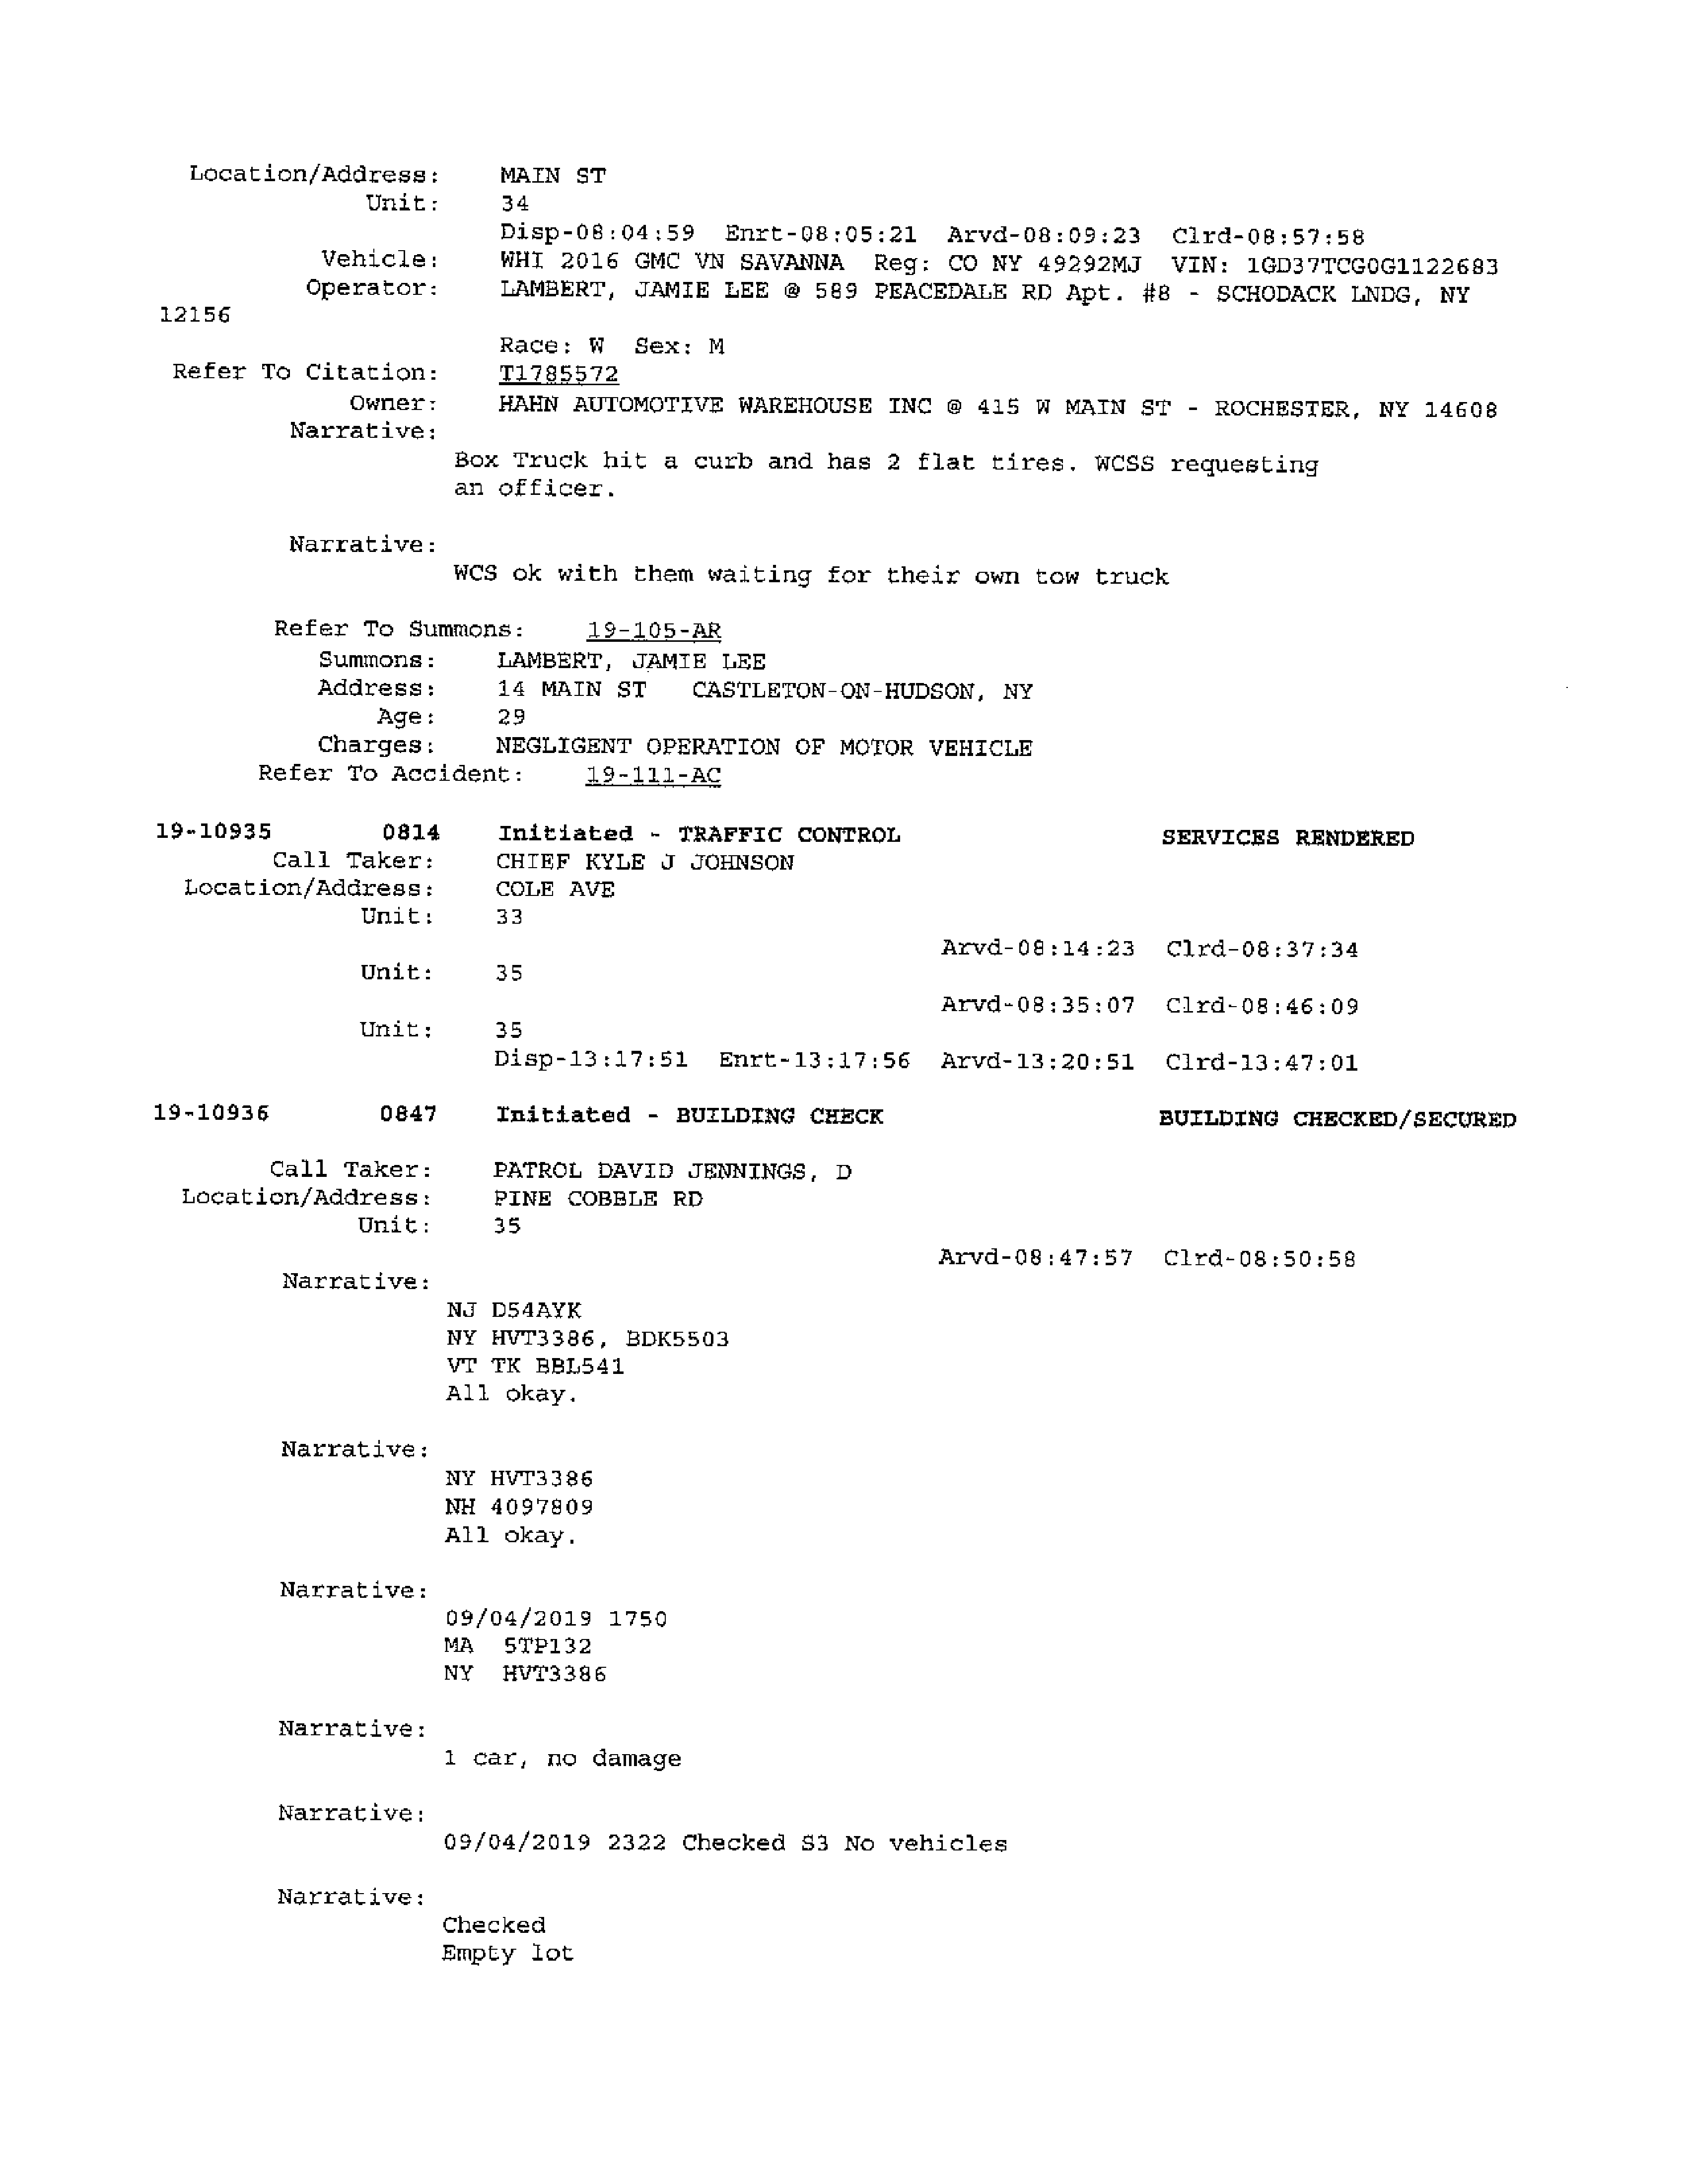 Location/Address: MAIN ST
Unit: 34
Disp-08:04:59 Enrt-08:05:21 Arvd-08:09:23 Clrd-08:57:58
Vehicle: WHI 2016 GMC VN SAVANNA Reg: CO NY 49292MJ VIN: 1GD37TCG0G1122683
Operator: LAMBERT, JAMIE LEE @ 589 PEACEDALE RD Apt. #8 - SCHODACK LNDG, NY
12156
Race: W Sex: M
Refer To Citation: T1785572
Owner: HAHN AUTOMOTIVE WAREHOUSE INC @ 415 W MAIN ST - ROCHESTER, NY 14608
Narrative:
Box Truck hit a curb and has 2 flat tires. WCSS requesting
an officer.
Narrative:
WCS ok with them waiting for their own tow truck
Refer To Summons: 19-105-AR
Summons: LAMBERT, JAMIE LEE
Address: 14 MAIN ST CASTLETON-ON-HUDSON, NY
Age: 29
Charges: NEGLIGENT OPERATION OF MOTOR VEHICLE
Refer To Accident: 19-111-AC
19-10935 0814 Initiated - TRAFFIC CONTROL SERVICES RENDERED
Call Taker: CHIEF KYLE J JOHNSON
Location/Address: COLE AVE
Unit: 33
Arvd-08:14:23 Clrd-08:37:34
Unit: 35
Arvd-08:35:07 Clrd-08:46:09
Unit: 35
Disp-13:17:51 Enrt-13:17:56 Arvd-13:20:51 Clrd-13:47:01
19-10936 0847 Initiated - BUILDING CHECK BUILDING CHECKED/SECURED
Call Taker: PATROL DAVID JENNINGS, D
Location/Address: PINE COBBLE RD
Unit: 35
Arvd-08:47:57 Clrd-08:50:58
Narrative:
NJ D54AYK
NY HVT3386, BDK5503
VT TK BBL541
All okay.
Narrative:
NY HVT3386
NH 4097809
All okay.
Narrative:
09/04/2019 1750
MA 5TP132
NY HVT3386
Narrative:
1 car, no damage
Narrative:
09/04/2019 2322 Checked S3 No vehicles
Narrative:
Checked
Empty lot